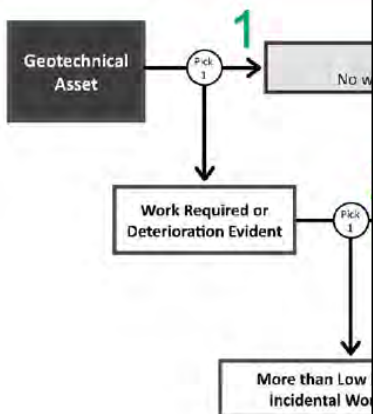 1
Geotechnical
Asset
Pick
1
No w
Work Required or
Deterioration Evident
Pick
1
More than Low
incidental Wo